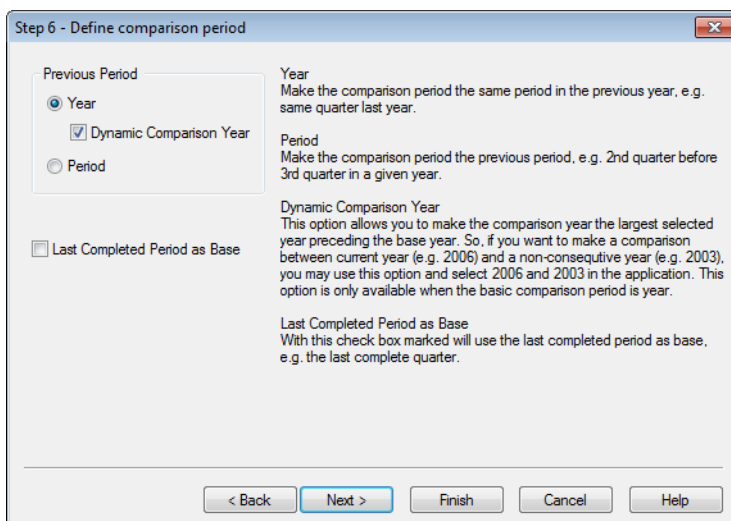 Step 6 - Define comparison period
Previous Period
Year
Dynamic Comparison Year
Period
Last Completed Period as Base
Year
Make the comparison period the same period in the previous year, e.g.
same quarter last year.
Period
Make the comparison period the previous period, e.g. 2nd quarter before
3rd quarter in a given year.
Dynamic Comparison Year
This option allows you to make the comparison year the largest selected
year preceding the base year. So, if you want to make a comparison
between current year (e.g. 2006) and a non-consequtive year (e.g. 2003),
you may use this option and select 2006 and 2003 in the application. This
option is only available when the basic comparison period is year.
Last Completed Period as Base
With this check box marked will use the last completed period as base,
e.g. the last complete quarter.
< Back
Next >
Finish
Cancel
Help